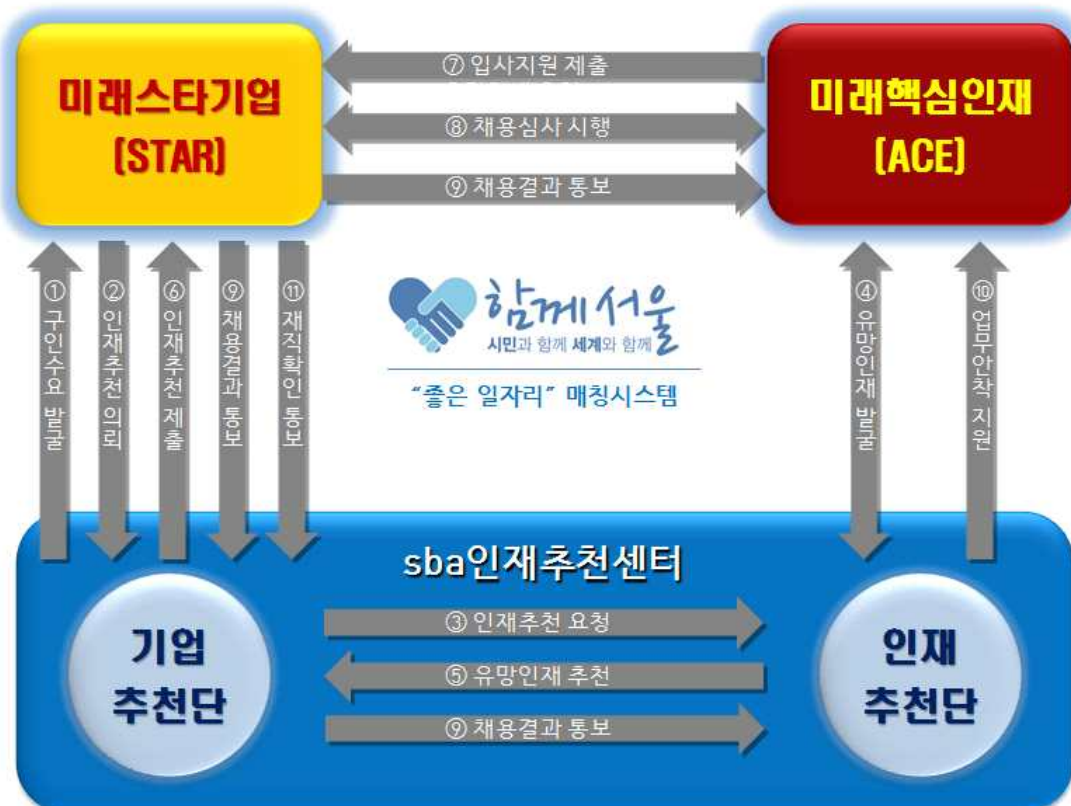 미래스타기업
(STAR)
⑦ 입사지원 제출
⑧ 채용심사 시행
⑨ 채용결과 통보
미래핵심인재
(ACE)
① 구인수요 발굴
② 인재추천 의뢰
⑥ 인재추천 제출
⑨ 채용결과 통보
⑪ 재직확인 통보
함께서울
시민과 함께 세계와 함께
“좋은 일자리” 매칭시스템
④ 유망인재 발굴
⑩ 업무안착 지원
sba인재추천센터
기업
추천단
③ 인재추천 요청
⑤ 유망인재 추천
⑨ 채용결과 통보
인재
추천단